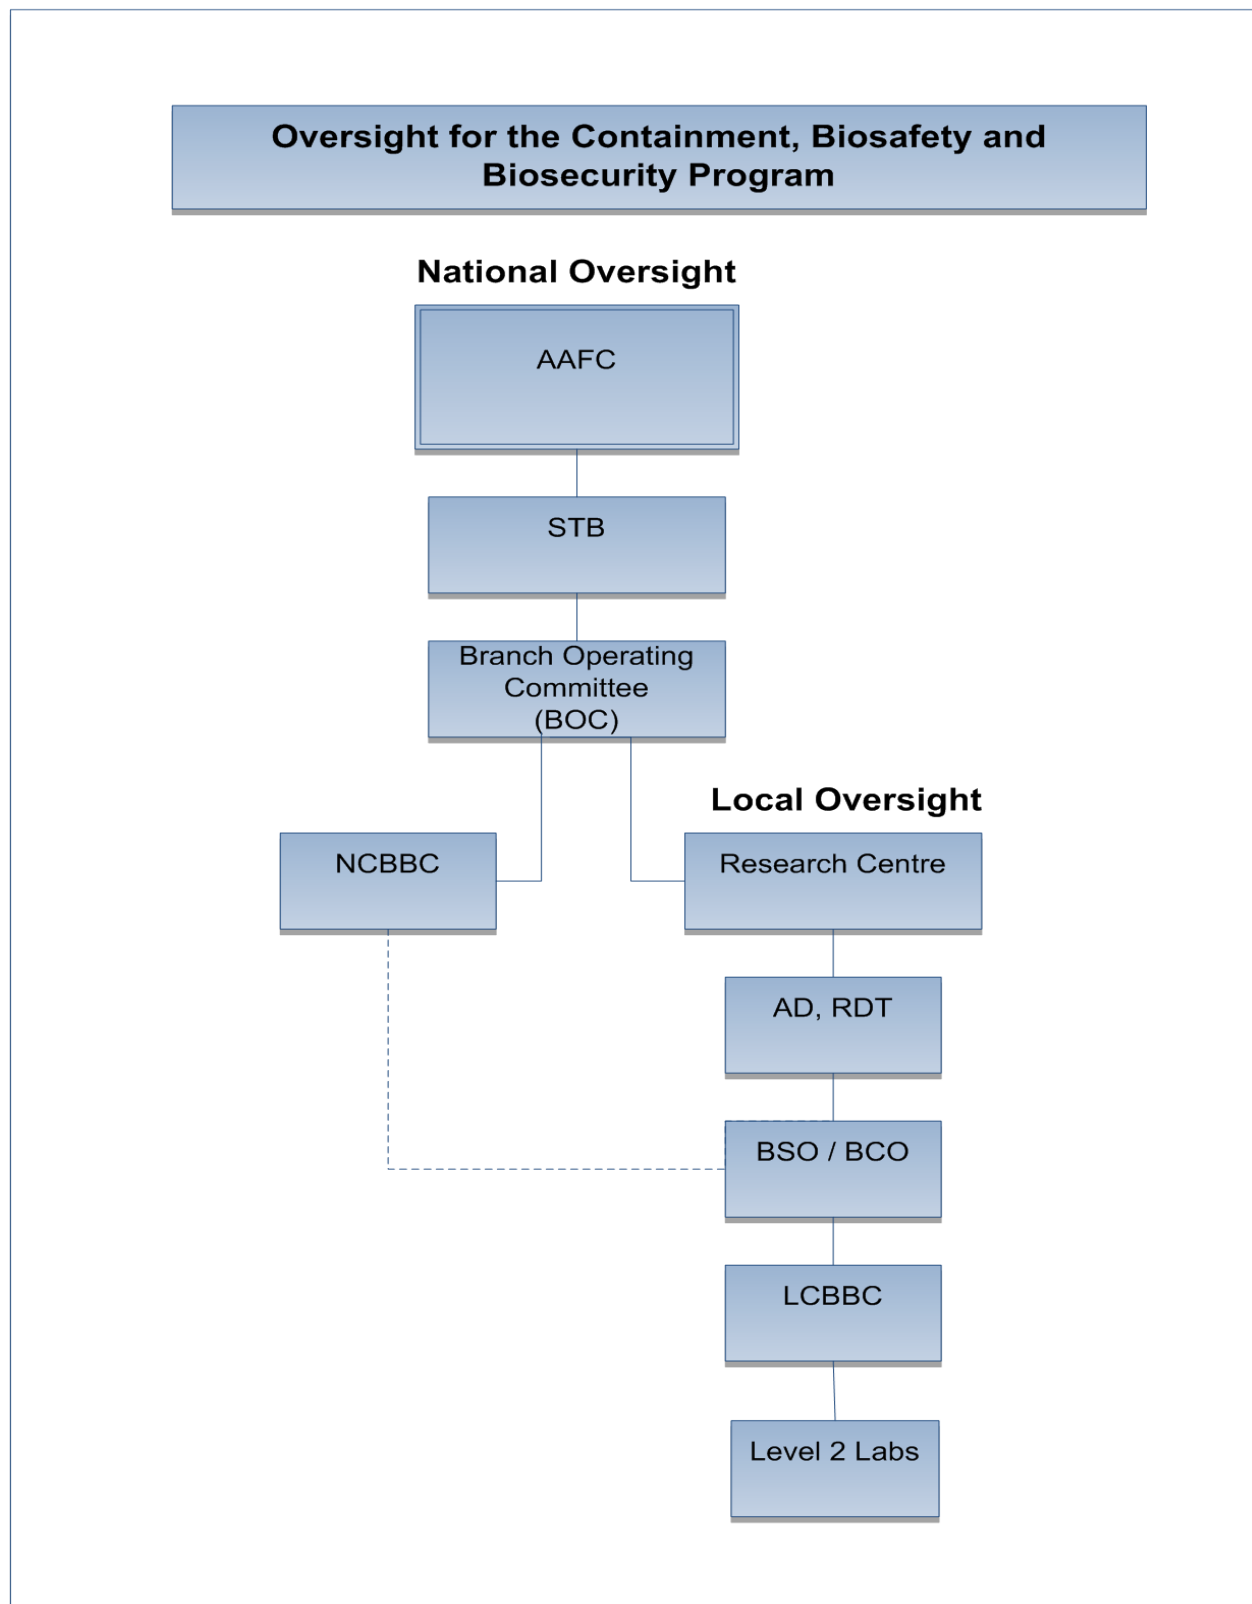 Oversight for the Containment, Biosafety and
Biosecurity Program
National Oversight
AAFC
STB
Branch Operating
Committee
(BOC)
Local Oversight
NCBBC
Research Centre
AD, RDT
BSO / BCO
LCBBC
Level 2 Labs